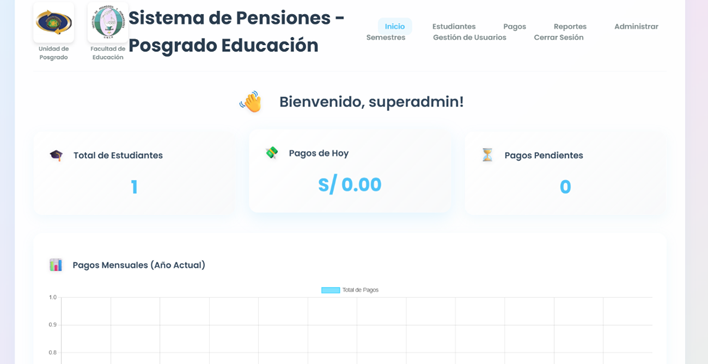 Unidad de
Posgrado
Facultad de
Educación
Sistema de Pensiones -
Posgrado Educación
Inicio Estudiantes Pagos Reportes Administrar
Semestres Gestión de Usuarios Cerrar Sesión
Bienvenido, superadmin!
Total de Estudiantes
1
Pagos de Hoy
S/ 0.00
Pagos Pendientes
0
Pagos Mensuales (Año Actual)
Total de Pagos
1.0
0.9
0.8